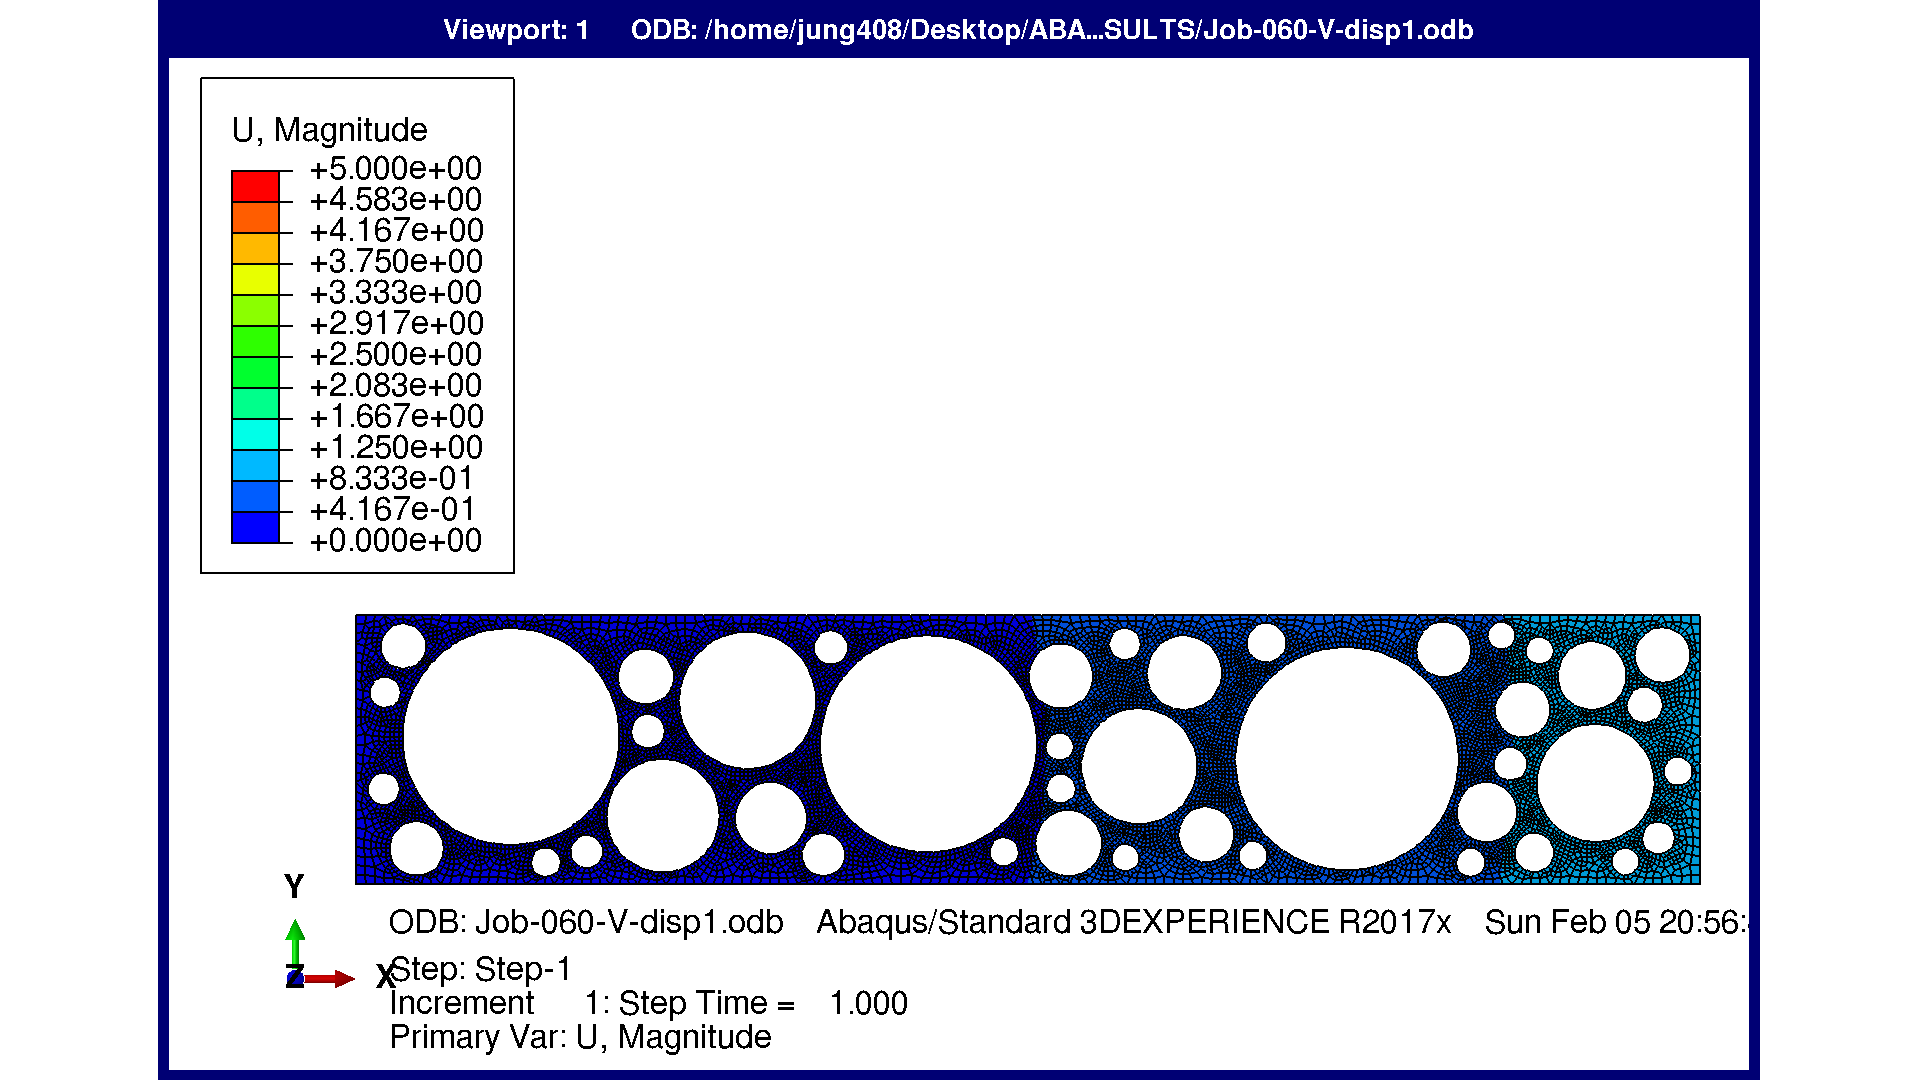 Viewport: 1 ODB: /home/jung408/Desktop/ABA...SULTS/Job-060-V-disp1.odb
U, Magnitude
+5.000e+00
+4.583e+00
+4.167e+00
+3.750e+00
+3.333e+00
+2.917e+00
+2.500e+00
+2.083e+00
+1.667e+00
+1.250e+00
+8.333e-01
+4.167e-01
+0.000e+00
Y
Z
X
ODB: Job-060-V-disp1.odb Abaqus/Standard 3DEXPERIENCE R2017x Sun Feb 05 20:56:
Step: Step-1
Increment 1: Step Time = 1.000
Primary Var: U, Magnitude